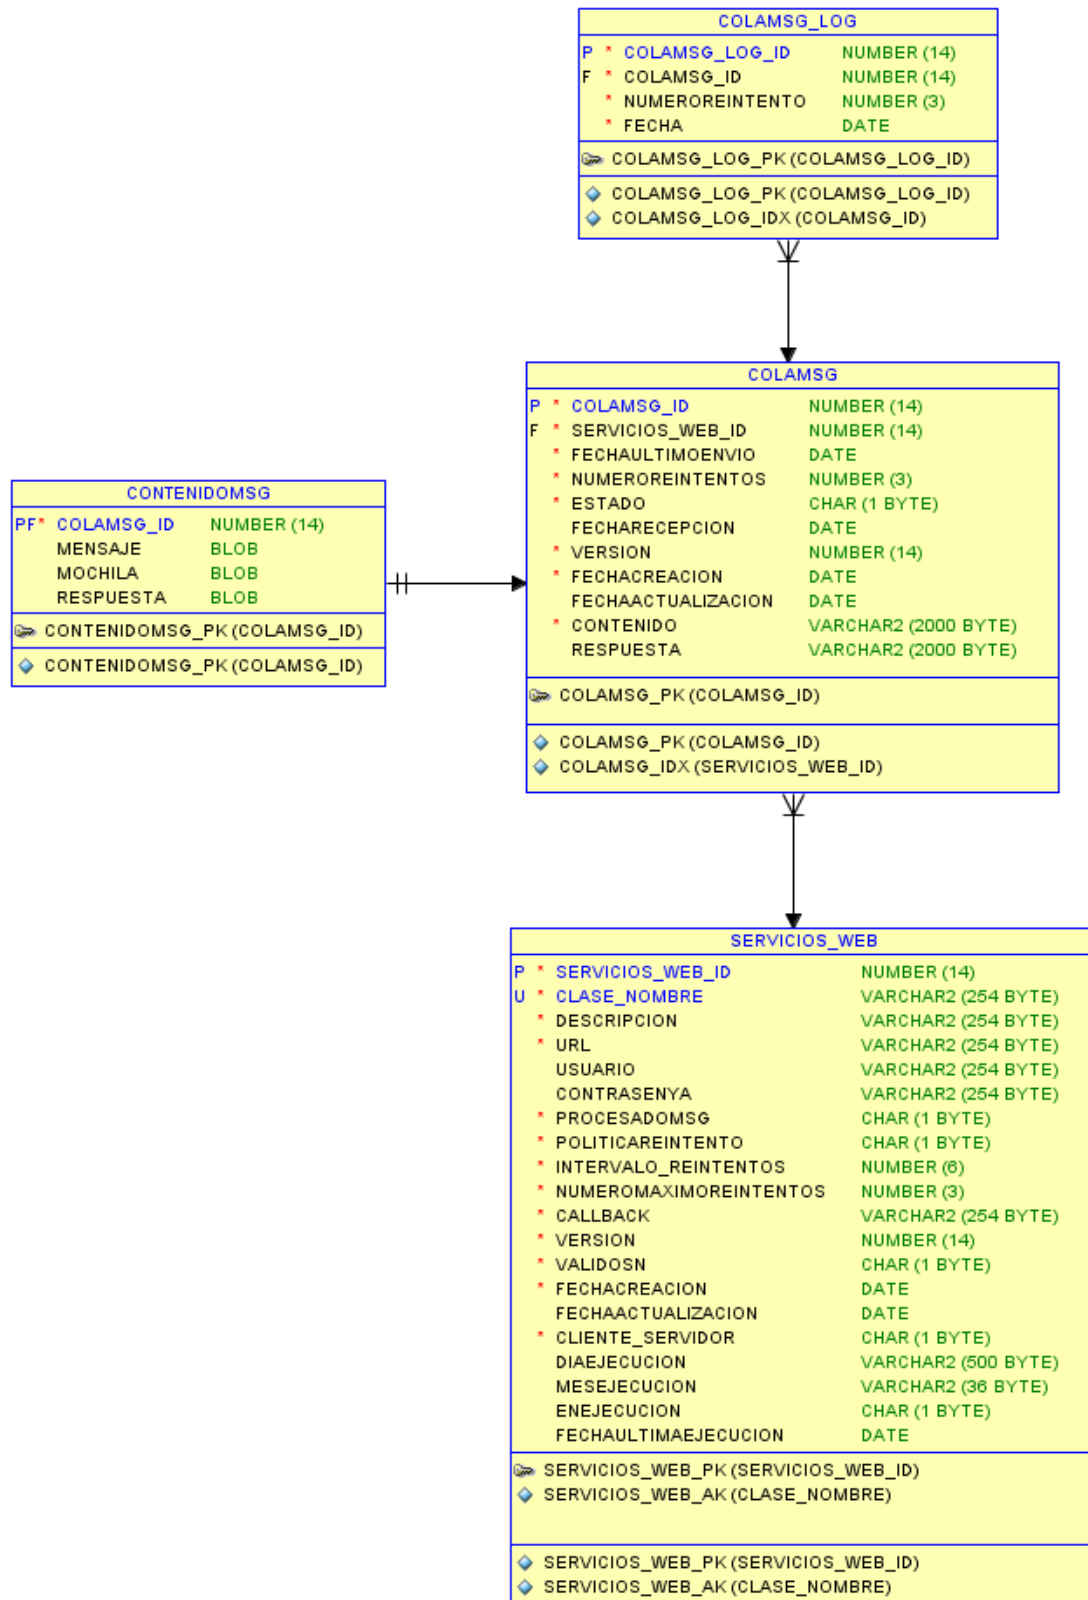 COLAMSG_LOG
P * COLAMSG_LOG_ID NUMBER (14)
F * COLAMSG_ID NUMBER (14)
* NUMEROREINTENTO NUMBER (3)
* FECHA DATE
COLAMSG_LOG_PK (COLAMSG_LOG_ID)
COLAMSG_LOG_PK (COLAMSG_LOG_ID)
COLAMSG_LOG_IDX (COLAMSG_ID)
COLAMSG
P * COLAMSG_ID NUMBER (14)
F * SERVICIOS_WEB_ID NUMBER (14)
* FECHAULTIMOENVIO DATE
* NUMEROREINTENTOS NUMBER (3)
* ESTADO CHAR (1 BYTE)
FECHARECEPCION DATE
* VERSION NUMBER (14)
* FECHACREACION DATE
FECHAACTUALIZACION DATE
* CONTENIDO VARCHAR2 (2000 BYTE)
RESPUESTA VARCHAR2 (2000 BYTE)
COLAMSG_PK (COLAMSG_ID)
COLAMSG_PK (COLAMSG_ID)
COLAMSG_IDX (SERVICIOS_WEB_ID)
CONTENIDOMSG
PF* COLAMSG_ID NUMBER (14)
MENSAJE BLOB
MOCHILA BLOB
RESPUESTA BLOB
CONTENIDOMSG_PK (COLAMSG_ID)
CONTENIDOMSG_PK (COLAMSG_ID)
SERVICIOS_WEB
P * SERVICIOS_WEB_ID NUMBER (14)
U * CLASE_NOMBRE VARCHAR2 (254 BYTE)
* DESCRIPCION VARCHAR2 (254 BYTE)
* URL VARCHAR2 (254 BYTE)
USUARIO VARCHAR2 (254 BYTE)
CONTRASENYA VARCHAR2 (254 BYTE)
* PROCESADOMSG CHAR (1 BYTE)
* POLITICAREINTENTO CHAR (1 BYTE)
* INTERVALO_REINTENTOS NUMBER (6)
* NUMEROMAXIMOREINTENTOS NUMBER (3)
* CALLBACK VARCHAR2 (254 BYTE)
* VERSION NUMBER (14)
* VALIDOSN CHAR (1 BYTE)
* FECHACREACION DATE
FECHAACTUALIZACION DATE
* CLIENTE_SERVIDOR CHAR (1 BYTE)
DIAEJECUCION VARCHAR2 (500 BYTE)
MESEJECUCION VARCHAR2 (36 BYTE)
ENEJECUCION CHAR (1 BYTE)
FECHAULTIMAEJECUCION DATE
SERVICIOS_WEB_PK (SERVICIOS_WEB_ID)
SERVICIOS_WEB_AK (CLASE_NOMBRE)
SERVICIOS_WEB_PK (SERVICIOS_WEB_ID)
SERVICIOS_WEB_AK (CLASE_NOMBRE)